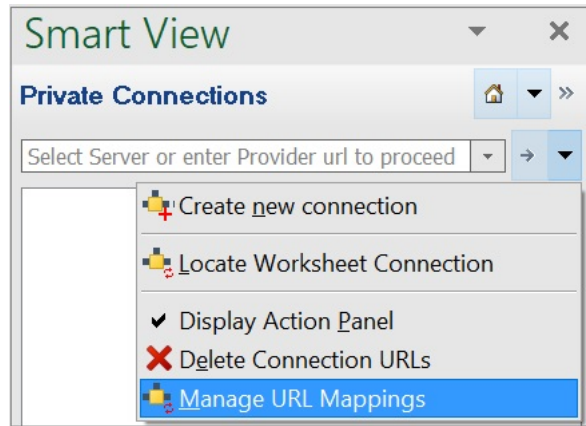 Smart View
Private Connections
Select Server or enter Provider url to proceed
Create new connection
Locate Worksheet Connection
Display Action Panel
Delete Connection URLs
Manage URL Mappings